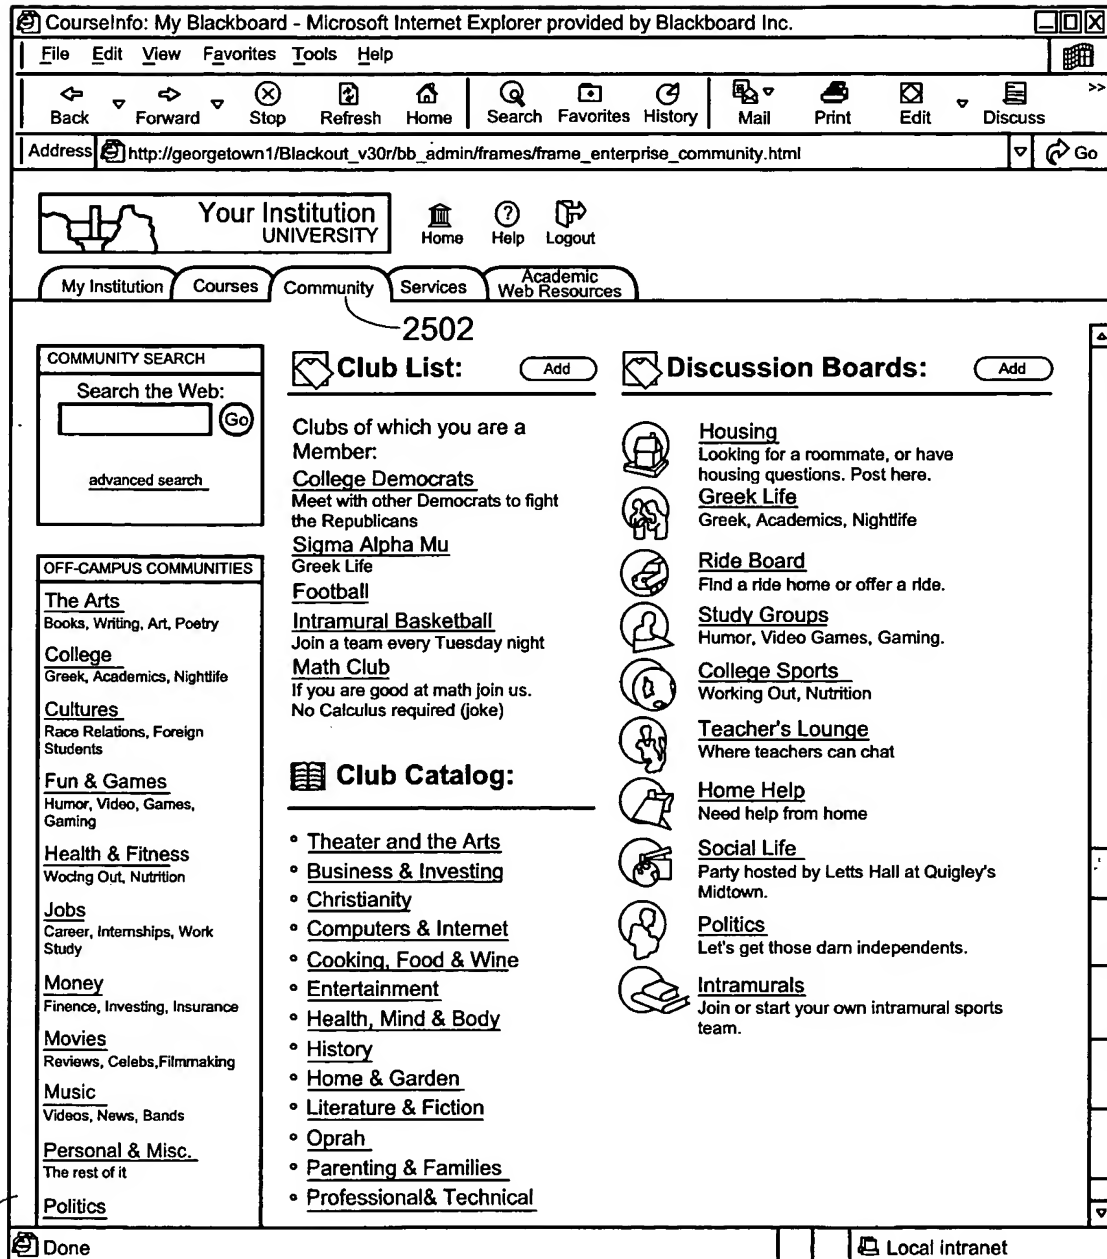 CourseInfo: My Blackboard - Microsoft Internet Explorer provided by Blackboard Inc.
File Edit View Favorites Tools Help
Back Forward Stop Refresh Home Search Favorites History Mail Print Edit Discuss >>
Address http://georgetown1/Blackout_v30r/bb_admin/frames/frame_enterprise_community.html Go
Your Institution
UNIVERSITY
Home Help Logout
My Institution Courses Community Services Academic Web Resources
2502
COMMUNITY SEARCH
Search the Web:
Go
advanced search
OFF-CAMPUS COMMUNITIES
The Arts
Books, Writing, Art, Poetry
College
Greek, Academics, Nightlife
Cultures
Race Relations, Foreign
Students
Fun & Games
Humor, Video, Games,
Gaming
Health & Fitness
Wocing Out, Nutrition
Jobs
Career, Internships, Work
Study
Money
Finence, Investing, Insurance
Movies
Reviews, Celebs,Filmmaking
Music
Videos, News, Bands
Personal & Misc.
The rest of it
Politics
Club List: Add
Clubs of which you are a
Member:
College Democrats
Meet with other Democrats to fight
the Republicans
Sigma Alpha Mu
Greek Life
Football
Intramural Basketball
Join a team every Tuesday night
Math Club
If you are good at math join us.
No Calculus required (joke)
Club Catalog:
Theater and the Arts
Business & Investing
Christianity
Computers & Internet
Cooking, Food & Wine
Entertainment
Health, Mind & Body
History
Home & Garden
Literature & Fiction
Oprah
Parenting & Families
Professional& Technical
Discussion Boards: Add
Housing
Looking for a roommate, or have
housing questions. Post here.
Greek Life
Greek, Academics, Nightlife
Ride Board
Find a ride home or offer a ride.
Study Groups
Humor, Video Games, Gaming.
College Sports
Working Out, Nutrition
Teacher's Lounge
Where teachers can chat
Home Help
Need help from home
Social Life
Party hosted by Letts Hall at Quigley's
Midtown.
Politics
Let's get those darn independents.
Intramurals
Join or start your own intramural sports
team.
Done Local intranet